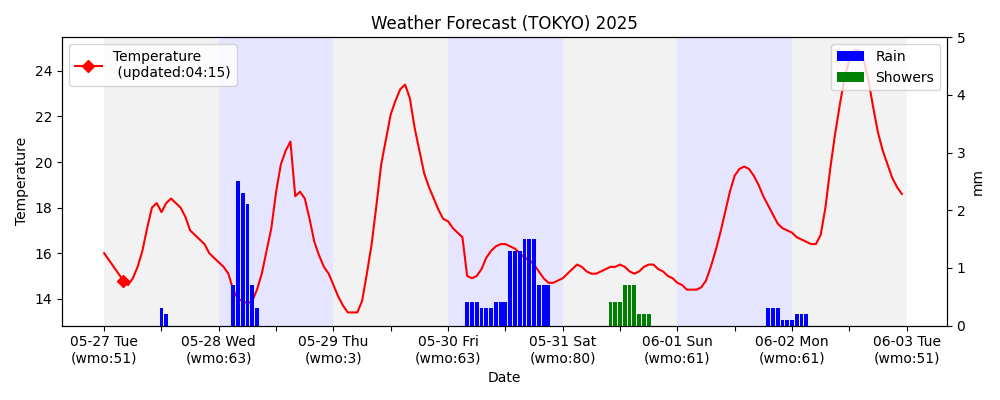 Weather Forecast (TOKYO) 2025
Temperature
(updated:04:15)
Rain
Showers
Temperature
24
22
20
18
16
14
5
4
3
2
1
0
mm
05-27 Tue
(wmo:51)
05-28 Wed
(wmo:63)
05-29 Thu
(wmo:3)
05-30 Fri
(wmo:63)
05-31 Sat
(wmo:80)
06-01 Sun
(wmo:61)
06-02 Mon
(wmo:61)
06-03 Tue
(wmo:51)
Date